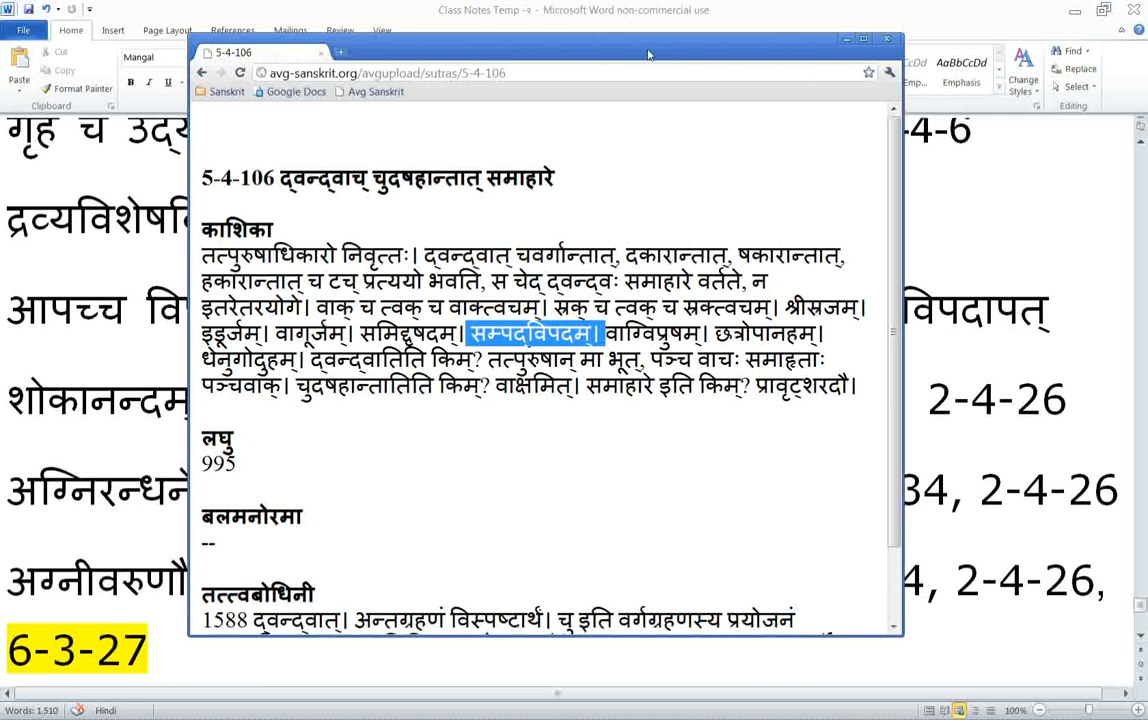 Class Notes Temp -२ - Microsoft Word non-commercial use
File Home Insert Page Layout References Mailings Review View
Cut
Copy
Format Painter
Paste
Clipboard
Mangal
B I U
AaBbCcDd
Emphasis
Change Styles
Find
Replace
Select
Editing
5-4-106
avg-sanskrit.org/avgupload/sutras/5-4-106
Sanskrit Google Docs Avg Sanskrit
5-4-106 द्वन्द्वाच् चुदषहान्तात् समाहारे
काशिका
तत्पुरुषाधिकारो निवृत्तः। द्वन्द्वात् चवर्गान्तात्, दकारान्तात्, षकारान्तात्,
हकारान्तात् च टच् प्रत्ययो भवति, स चेद् द्वन्द्वः समाहारे वर्तते, न
इतरेतरयोगे। वाक् च त्वक् च वाक्त्वचम्। स्रक् च त्वक् च स्रक्त्वचम्। श्रीस्रजम्।
इडूर्जम्। वागूर्जम्। समिद्दृषदम्। सम्पद्विपदम्। वाग्विप्रुषम्। छत्रोपानहम्।
धेनुगोदुहम्। द्वन्द्वातिति किम्? तत्पुरुषान् मा भूत्, पञ्च वाचः समाहृताः
पञ्चवाक्। चुदषहान्तातिति किम्? वाक्षमित्। समाहारे इति किम्? प्रावृट्शरदौ।
लघु
995
बलमनोरमा
--
तत्त्वबोधिनी
1588 द्वन्द्वात्। अन्तग्रहणं विस्पष्टार्थं। चु इति वर्गग्रहणस्य प्रयोजनं
गृह च उद्य -4-6
द्रव्यविशेषवि
आपच्च विप विपदापत्
शोकानन्दम् 2-4-26
अग्निरन्धने 34, 2-4-26
अग्नीवरुणौ 4, 2-4-26,
6-3-27
Words: 1,510 Hindi 100%